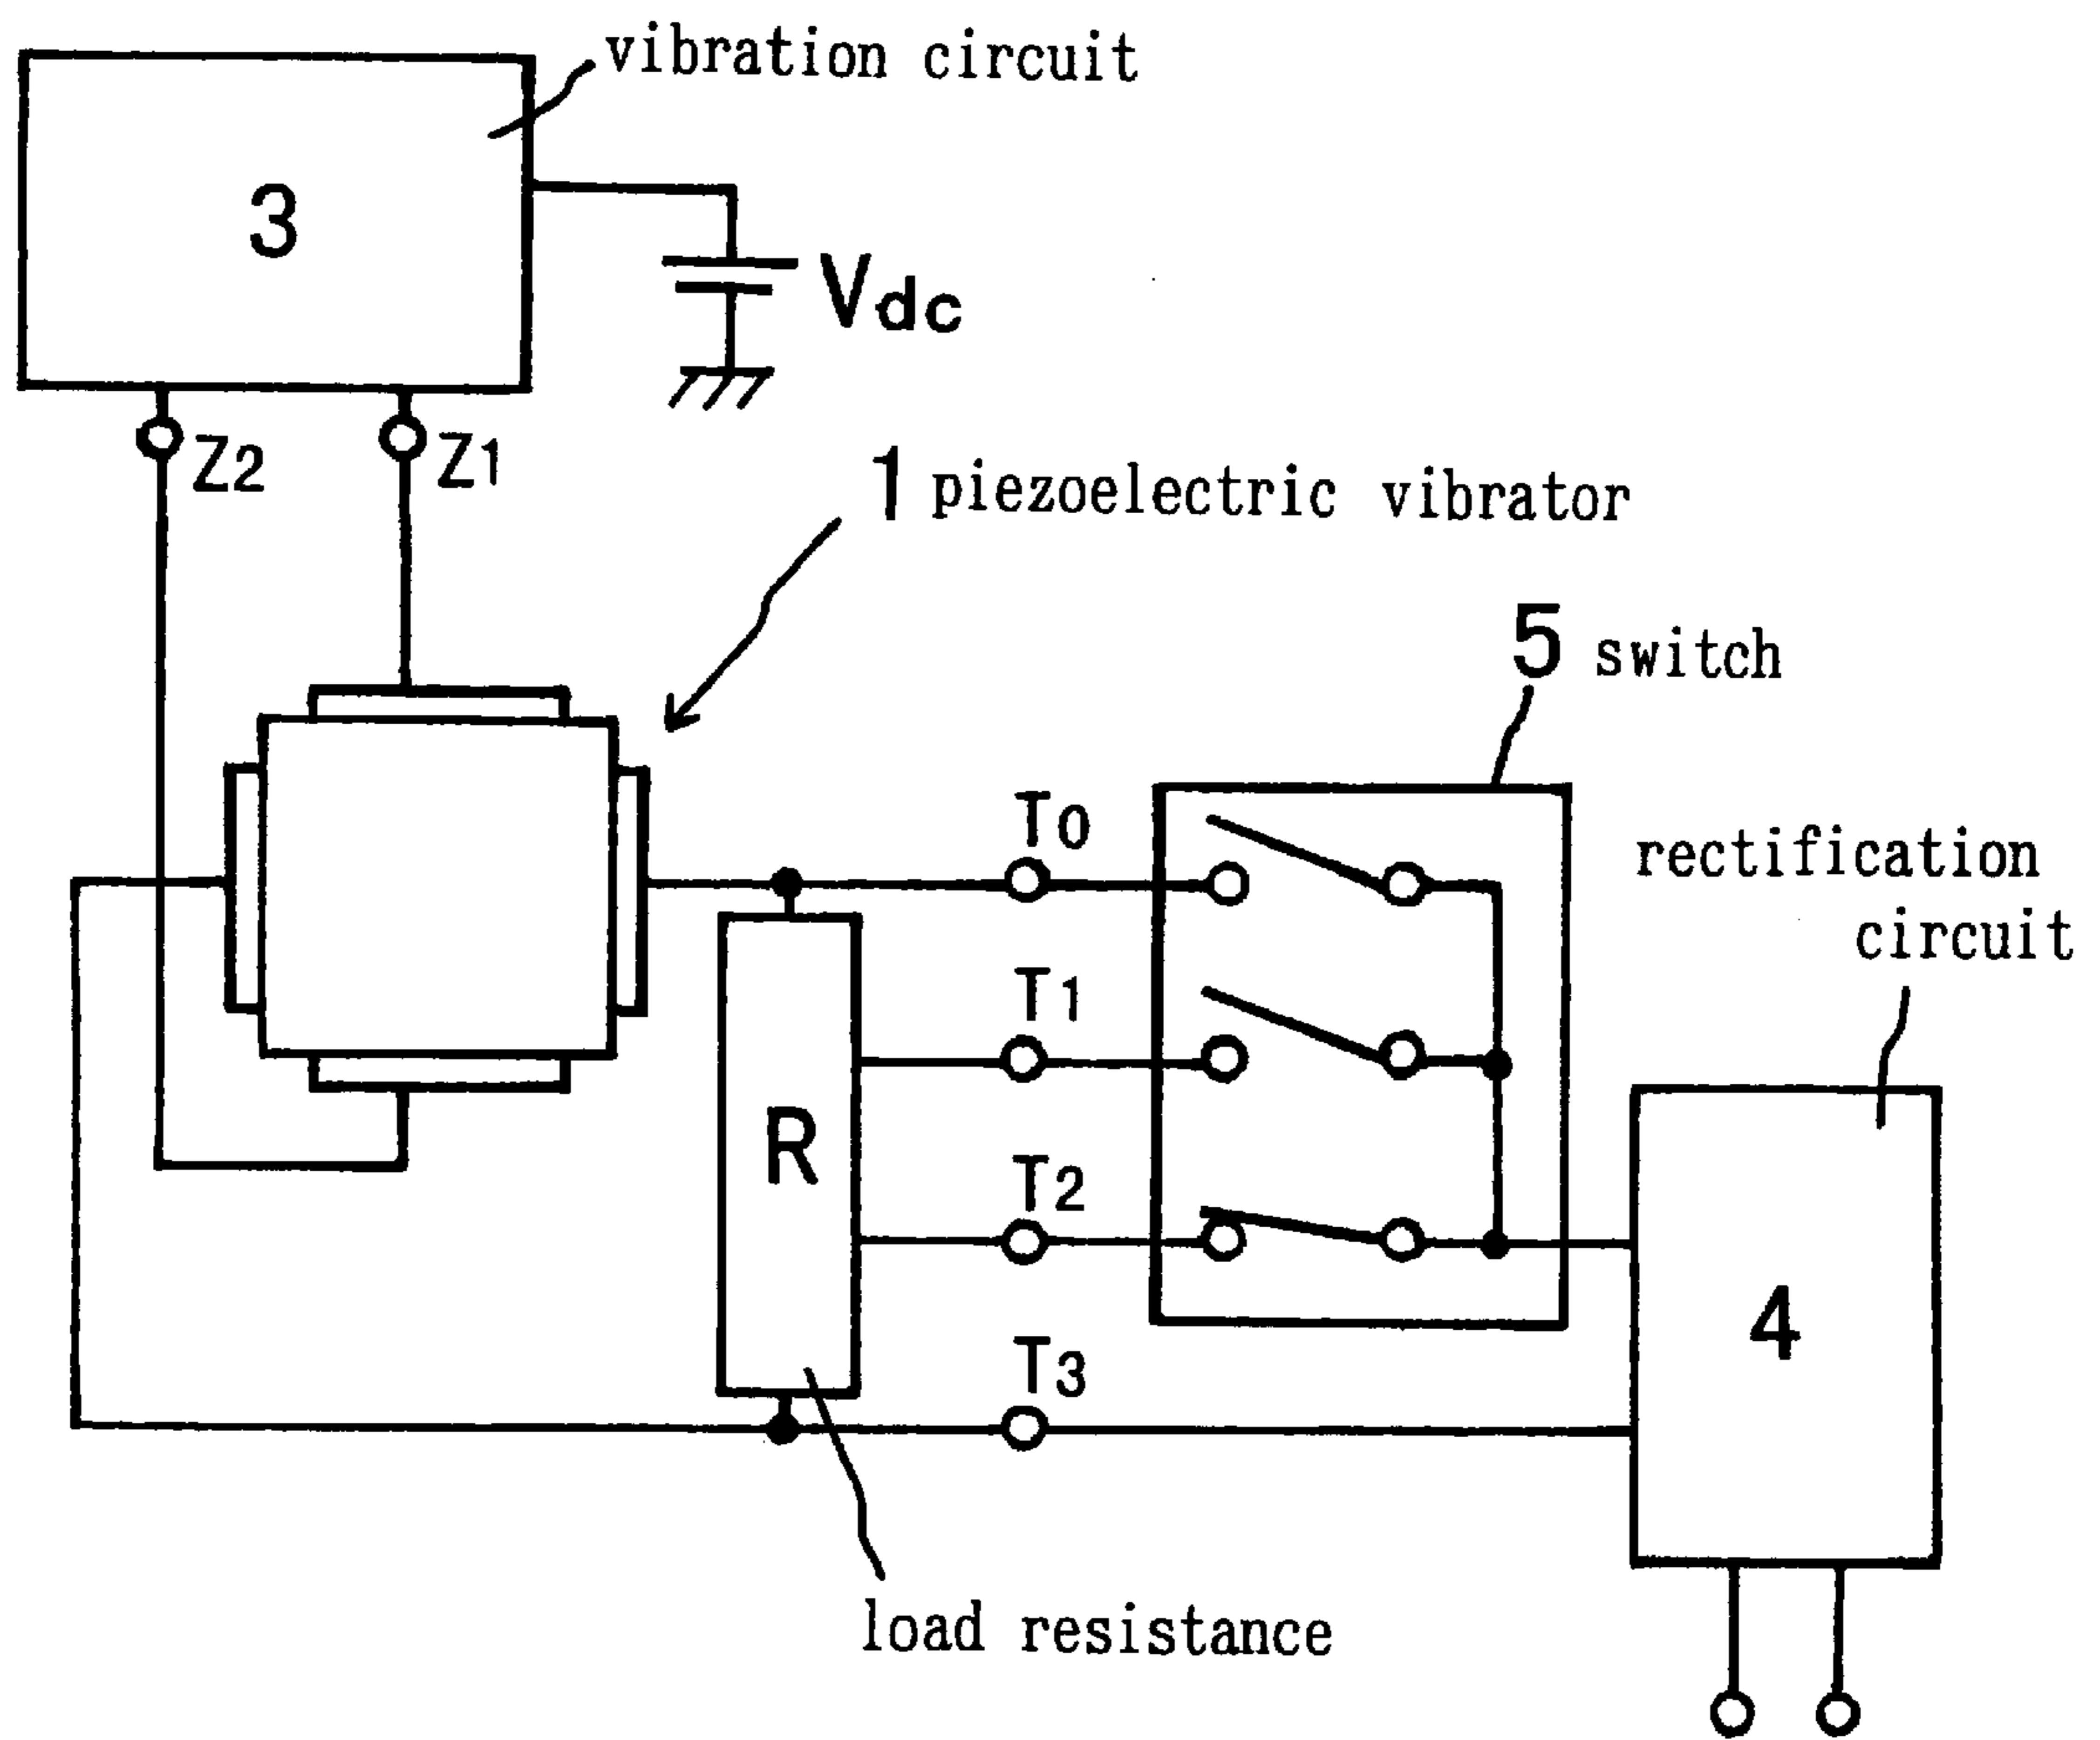 vibration circuit
3
Vdc
Z2
Z1
1 piezoelectric vibrator
5 switch
T0
rectification
circuit
T1
R
T2
4
T3
load resistance